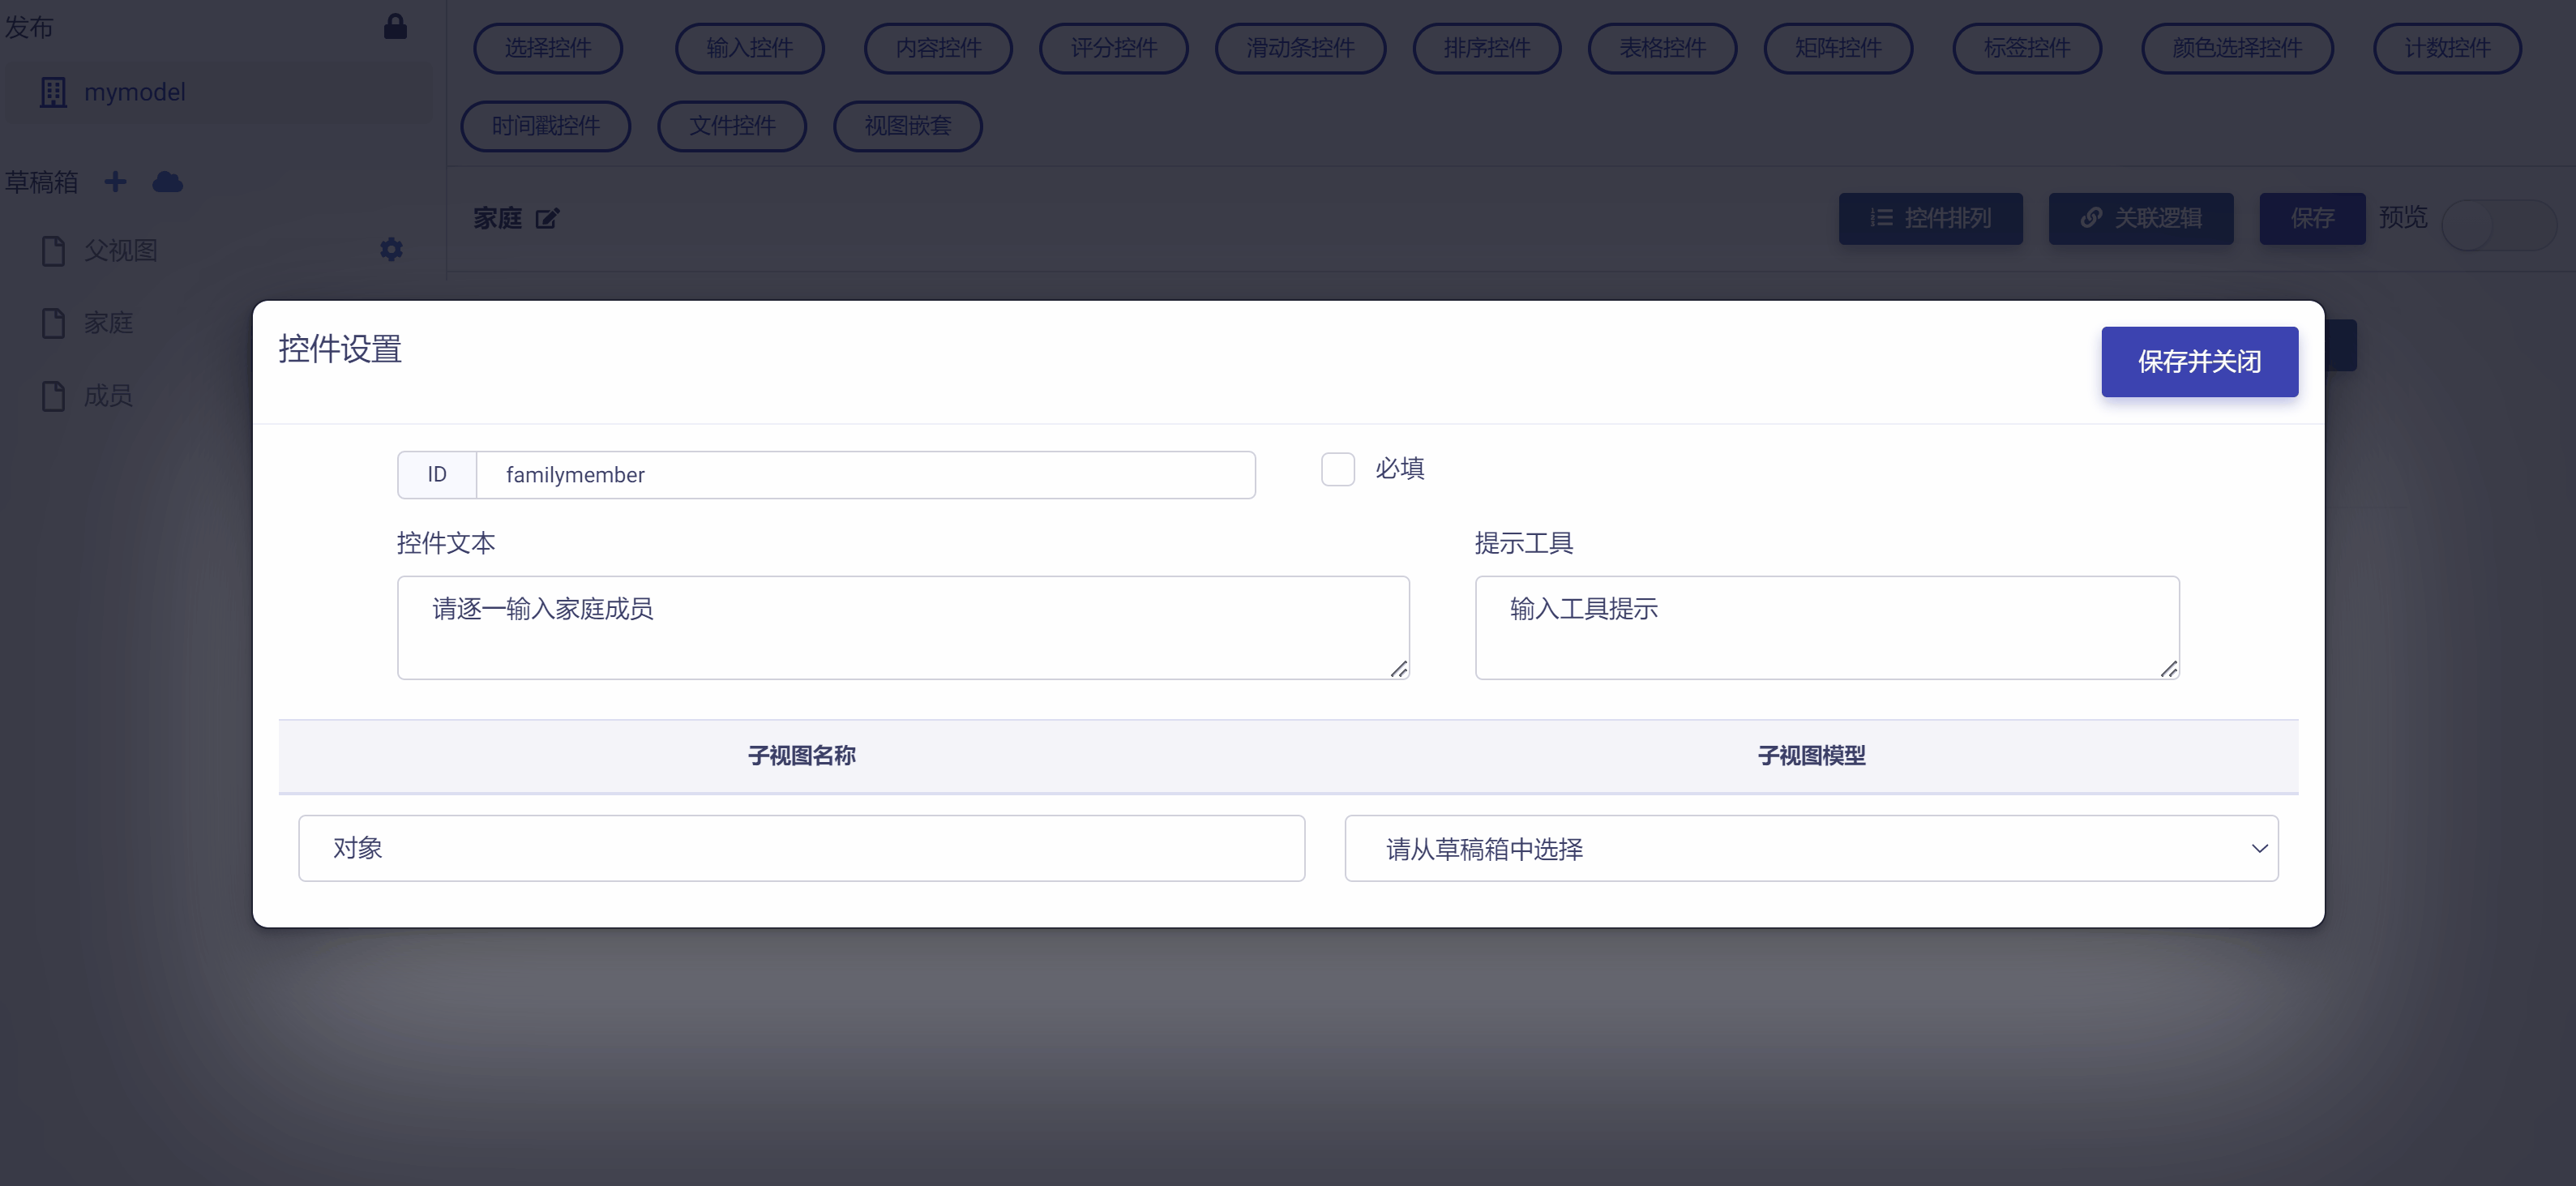 发布
mymodel
草稿箱
父视图
家庭
成员
选择控件 输入控件 内容控件 评分控件 滑动条控件 排序控件 表格控件 矩阵控件 标签控件 颜色选择控件 计数控件
时间戳控件 文件控件 视图嵌套
家庭 控件排列 关联逻辑 保存 预览
控件设置 保存并关闭
ID familymember 必填
控件文本 提示工具
请逐一输入家庭成员 输入工具提示
子视图名称 子视图模型
对象 请从草稿箱中选择